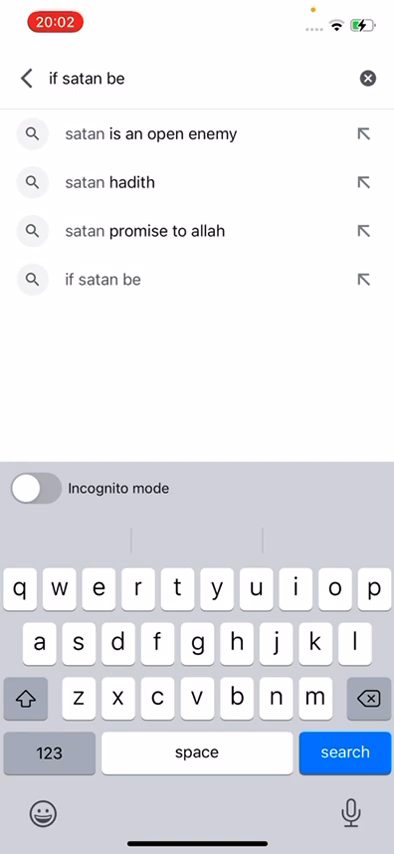 20:02
if satan be
satan is an open enemy
satan hadith
satan promise to allah
if satan be
Incognito mode
q w e r t y u i o p
a s d f g h j k l
z x c v b n m
123 space search